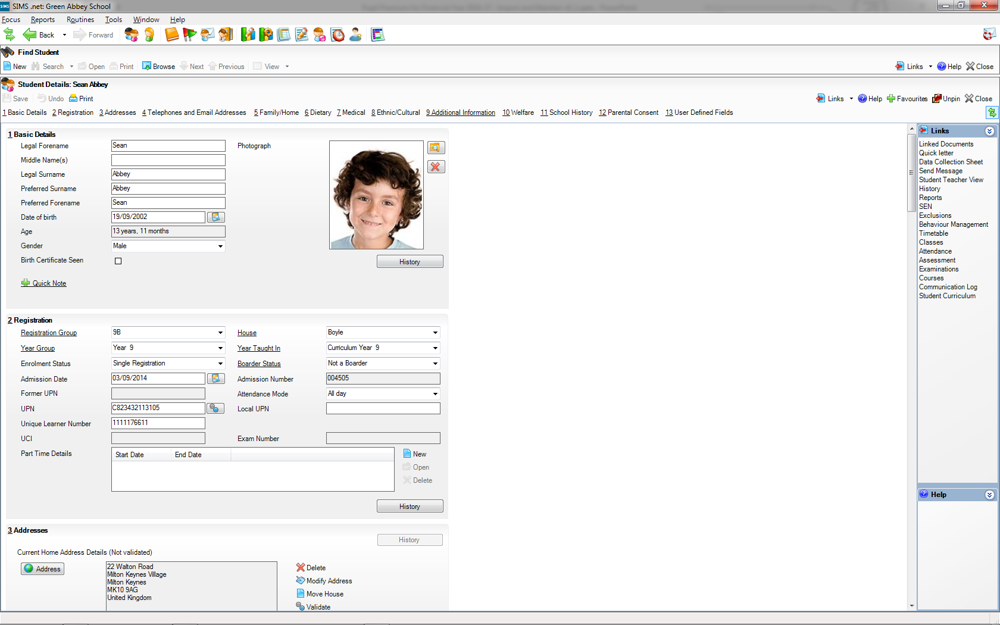 SIMS .net: Green Abbey School
Focus Reports Routines Tools Window Help
Back Forward
Find Student
New Search Open Print Browse Next Previous View Links Help Close
Student Details: Sean Abbey
Save Undo Print Links Help Favourites Unpin Close
1 Basic Details 2 Registration 3 Addresses 4 Telephones and Email Addresses 5 Family/Home 6 Dietary 7 Medical 8 Ethnic/Cultural 9 Additional Information 10 Welfare 11 School History 12 Parental Consent 13 User Defined Fields
1 Basic Details
Legal Forename Sean Photograph
Middle Name(s)
Legal Surname Abbey
Preferred Surname Abbey
Preferred Forename Sean
Date of birth 19/09/2002
Age 13 years, 11 months
Gender Male
Birth Certificate Seen
History
Quick Note
2 Registration
Registration Group 9B House Boyle
Year Group Year 9 Year Taught In Curriculum Year 9
Enrolment Status Single Registration Boarder Status Not a Boarder
Admission Date 03/09/2014 Admission Number 004505
Former UPN Attendance Mode All day
UPN C823432113105 Local UPN
Unique Learner Number 1111176611
UCI Exam Number
Part Time Details Start Date End Date New
Open
Delete
History
3 Addresses
History
Current Home Address Details (Not validated)
Address
22 Walton Road
Milton Keynes Village
Milton Keynes
MK10 9AG
United Kingdom
Delete
Modify Address
Move House
Validate
Links
Linked Documents
Quick letter
Data Collection Sheet
Send Message
Student Teacher View
History
Reports
SEN
Exclusions
Behaviour Management
Timetable
Classes
Attendance
Assessment
Examinations
Courses
Communication Log
Student Curriculum
Help